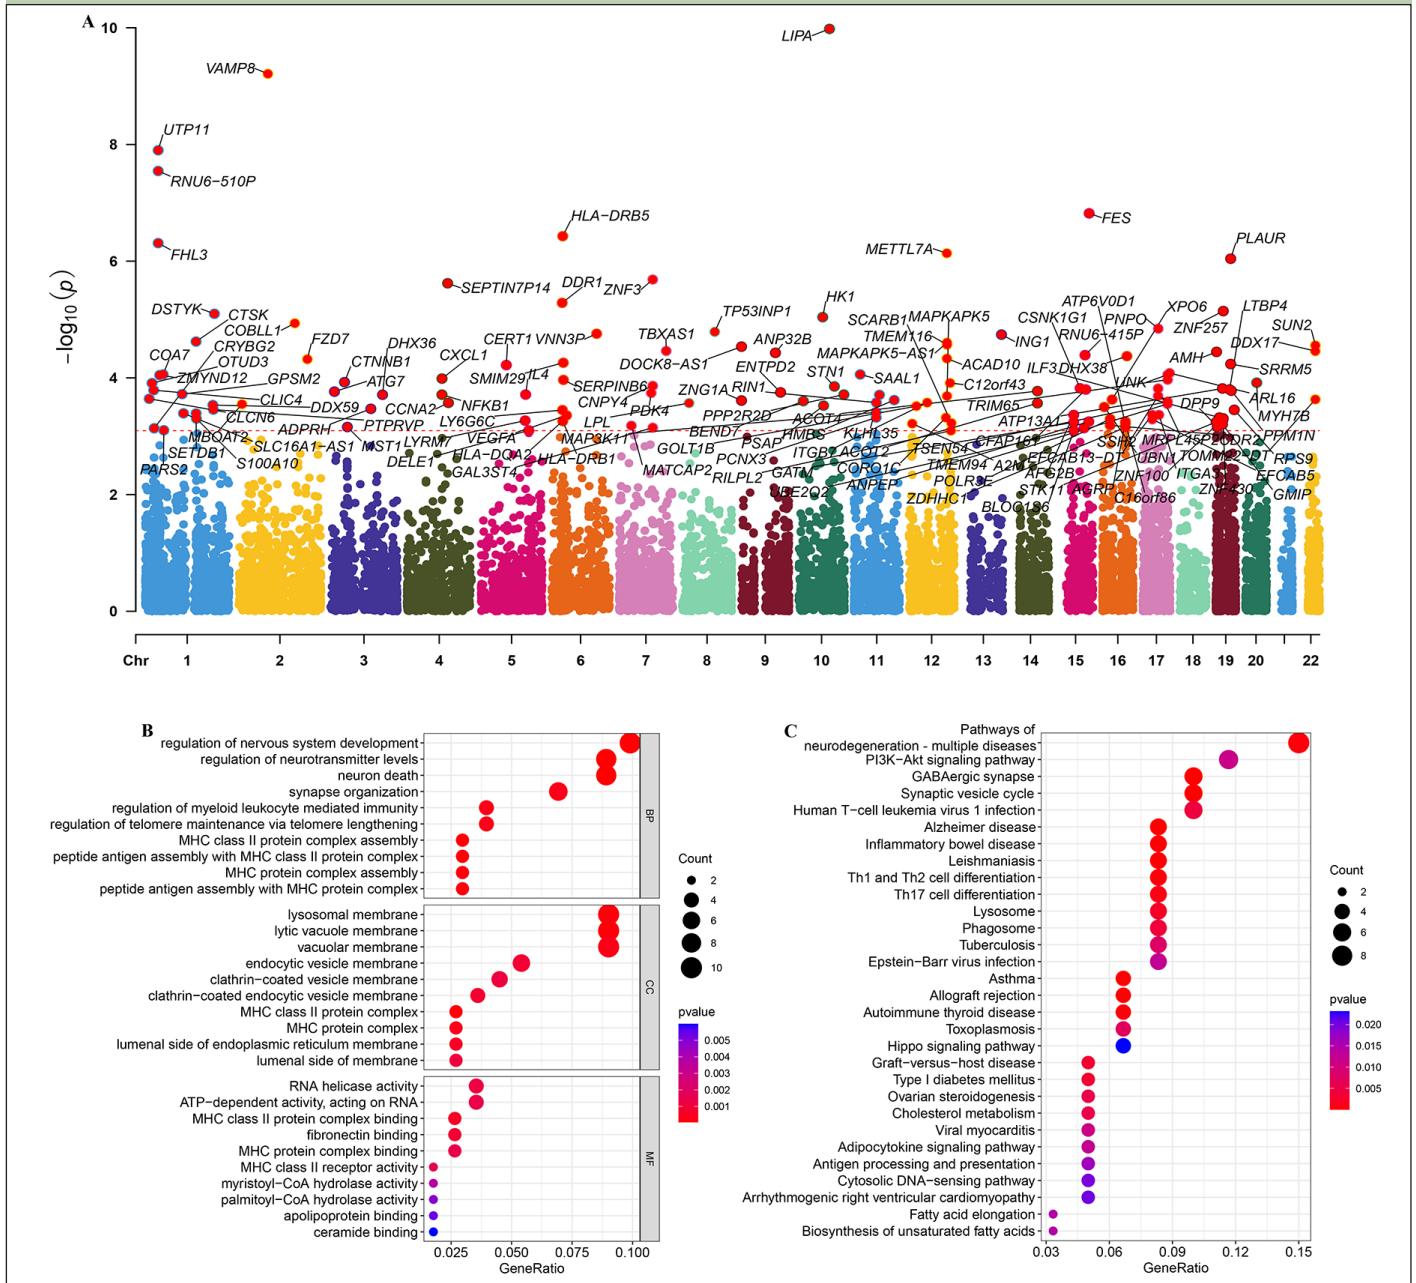 A
10
8
6
4
2
0
−log10 (p)
LIPA
VAMP8
UTP11
RNU6−510P
FHL3
HLA−DRB5
FES
METTL7A
PLAUR
SEPTIN7P14
DDR1
ZNF3
DSTYK
CTSK
COBLL1
CRYBG2
FZD7
COA7
OTUD3
ZMYND12
GPSM2
CTNNB1
DHX36
CXCL1
CERT1
VNN3P
TBXAS1
TP53INP1
HK1
ATP6V0D1
XPO6
LTBP4
SUN2
SCARB1
MAPKAPK5
CSNK1G1
PNPO
ZNF257
DDX17
TMEM116
ING1
RNU6−415P
DOCK8−AS1
ANP32B
MAPKAPK5−AS1
ACAD10
ILF3
DHX38
AMH
SRRM5
ENTPD2
STN1
SAAL1
C12orf43
UNK
ATG7
CLIC4
SMIM29
IL4
SERPINB6
ZNG1A
RIN1
ARL16
CLCN6
DDX59
CCNA2
NFKB1
CNPY4
PDK4
PPP2R2D
ACOT4
TRIM65
DPP9
MYH7B
MBOAT2
ADPRH
PTPRVP
LY6G6C
LPL
BEND7
HMBS
KLHL35
ATP13A1
PPM1N
SETDB1
SLC16A1−AS1
MST1
LYRM7
VEGFA
MAP3K11
GOLT1B
PSAP
ITGB7
ACOT2
TSEN54
CFAP161
SSH2
S100A10
DELE1
HLA−DQA2
HLA−DRB1
PCNX3
CORO1C
TMEM94
A2M
EFCAB13−DT
UBN1
TOMM22−DT
RPS9
PARS2
GAL3ST4
MATCAP2
RILPL2
GATM
ANPEP
POLR3E
ATG2B
ZNF100
EFCAB5
UBE2Q2
ZDHHC1
STK11
AGRP
C16orf86
ZNF430
GMIP
BLOC1S6
Chr 1 2 3 4 5 6 7 8 9 10 11 12 13 14 15 16 17 18 19 20 22
B
regulation of nervous system development
regulation of neurotransmitter levels
neuron death
synapse organization
regulation of myeloid leukocyte mediated immunity
regulation of telomere maintenance via telomere lengthening
MHC class II protein complex assembly
peptide antigen assembly with MHC class II protein complex
MHC protein complex assembly
peptide antigen assembly with MHC protein complex
BP
lysosomal membrane
lytic vacuole membrane
vacuolar membrane
endocytic vesicle membrane
clathrin−coated vesicle membrane
clathrin−coated endocytic vesicle membrane
MHC class II protein complex
MHC protein complex
lumenal side of endoplasmic reticulum membrane
lumenal side of membrane
CC
RNA helicase activity
ATP−dependent activity, acting on RNA
MHC class II protein complex binding
fibronectin binding
MHC protein complex binding
MHC class II receptor activity
myristoyl−CoA hydrolase activity
palmitoyl−CoA hydrolase activity
apolipoprotein binding
ceramide binding
MF
0.025 0.050 0.075 0.100
GeneRatio
Count
2
4
6
8
10
pvalue
0.005
0.004
0.003
0.002
0.001
C
Pathways of
neurodegeneration - multiple diseases
PI3K−Akt signaling pathway
GABAergic synapse
Synaptic vesicle cycle
Human T−cell leukemia virus 1 infection
Alzheimer disease
Inflammatory bowel disease
Leishmaniasis
Th1 and Th2 cell differentiation
Th17 cell differentiation
Lysosome
Phagosome
Tuberculosis
Epstein−Barr virus infection
Asthma
Allograft rejection
Autoimmune thyroid disease
Toxoplasmosis
Hippo signaling pathway
Graft−versus−host disease
Type I diabetes mellitus
Ovarian steroidogenesis
Cholesterol metabolism
Viral myocarditis
Adipocytokine signaling pathway
Antigen processing and presentation
Cytosolic DNA−sensing pathway
Arrhythmogenic right ventricular cardiomyopathy
Fatty acid elongation
Biosynthesis of unsaturated fatty acids
0.03 0.06 0.09 0.12 0.15
GeneRatio
Count
2
4
6
8
pvalue
0.020
0.015
0.010
0.005